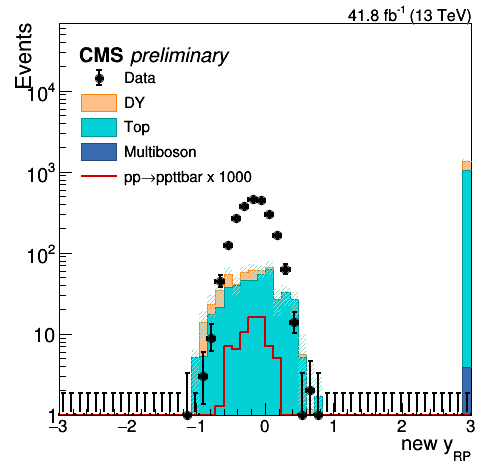 41.8 fb⁻¹ (13 TeV)
Events
CMS preliminary
Data
DY
Top
Multiboson
pp→ppttbar x 1000
10⁴
10³
10²
10
1
−3 −2 −1 0 1 2 3
new y_RP